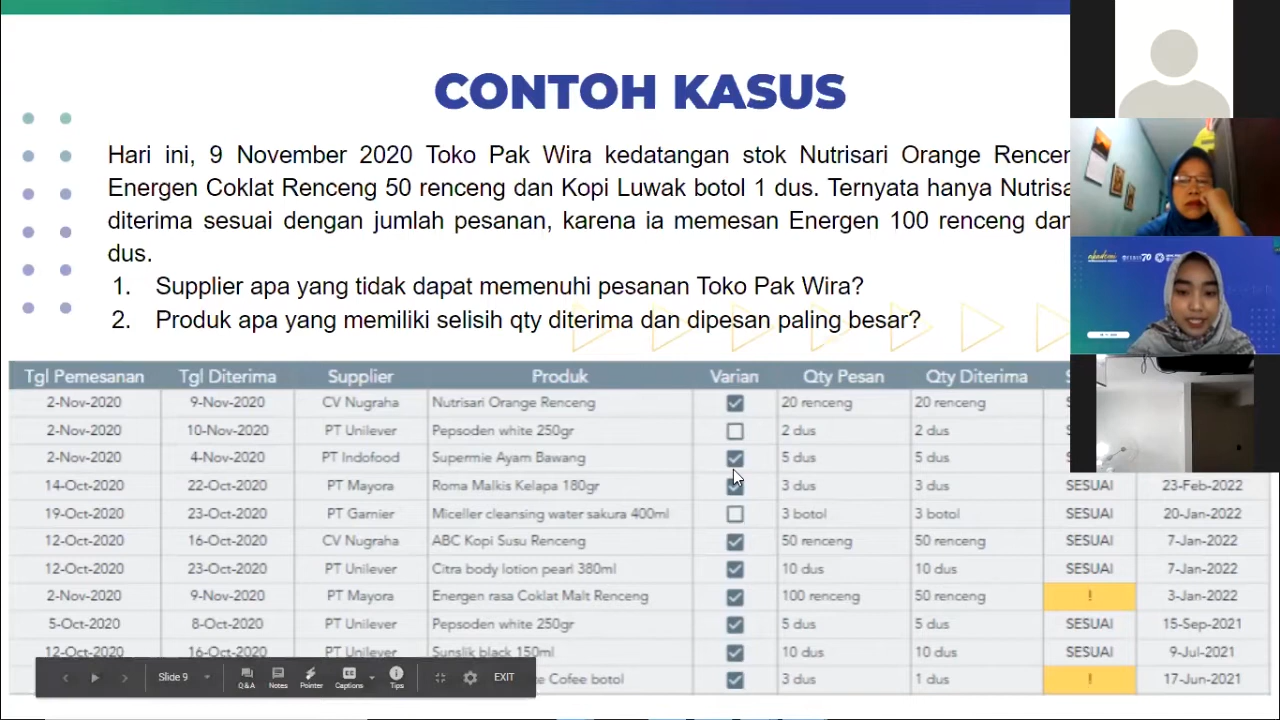 CONTOH KASUS
Hari ini, 9 November 2020 Toko Pak Wira kedatangan stok Nutrisari Orange
Energen Coklat Renceng 50 renceng dan Kopi Luwak botol 1 dus. Ternyata hanya
diterima sesuai dengan jumlah pesanan, karena ia memesan Energen 100 renceng
dus.
1. Supplier apa yang tidak dapat memenuhi pesanan Toko Pak Wira?
2. Produk apa yang memiliki selisih qty diterima dan dipesan paling besar?
Tgl Pemesanan Tgl Diterima Supplier Produk Varian Qty Pesan Qty Diterima
2-Nov-2020 9-Nov-2020 CV Nugraha Nutrisari Orange Renceng 20 renceng 20 renceng
2-Nov-2020 10-Nov-2020 PT Unilever Pepsoden white 250gr 2 dus 2 dus
2-Nov-2020 4-Nov-2020 PT Indofood Supermie Ayam Bawang 5 dus 5 dus
14-Oct-2020 22-Oct-2020 PT Mayora Roma Malkis Kelapa 180gr 3 dus 3 dus SESUAI 23-Feb-2022
19-Oct-2020 23-Oct-2020 PT Garnier Miceller cleansing water sakura 400ml 3 botol 3 botol SESUAI 20-Jan-2022
12-Oct-2020 16-Oct-2020 CV Nugraha ABC Kopi Susu Renceng 50 renceng 50 renceng SESUAI 7-Jan-2022
12-Oct-2020 23-Oct-2020 PT Unilever Citra body lotion pearl 380ml 10 dus 10 dus SESUAI 7-Jan-2022
2-Nov-2020 9-Nov-2020 PT Mayora Energen rasa Coklat Malt Renceng 100 renceng 50 renceng ! 3-Jan-2022
5-Oct-2020 8-Oct-2020 PT Unilever Pepsoden white 250gr 5 dus 5 dus SESUAI 15-Sep-2021
12-Oct-2020 16-Oct-2020 PT Unilever Sunslik black 150ml 10 dus 10 dus SESUAI 9-Jul-2021
Cofee botol 3 dus 1 dus ! 17-Jun-2021
Slide 9 Q&A Notes Pointer Captions Tips EXIT